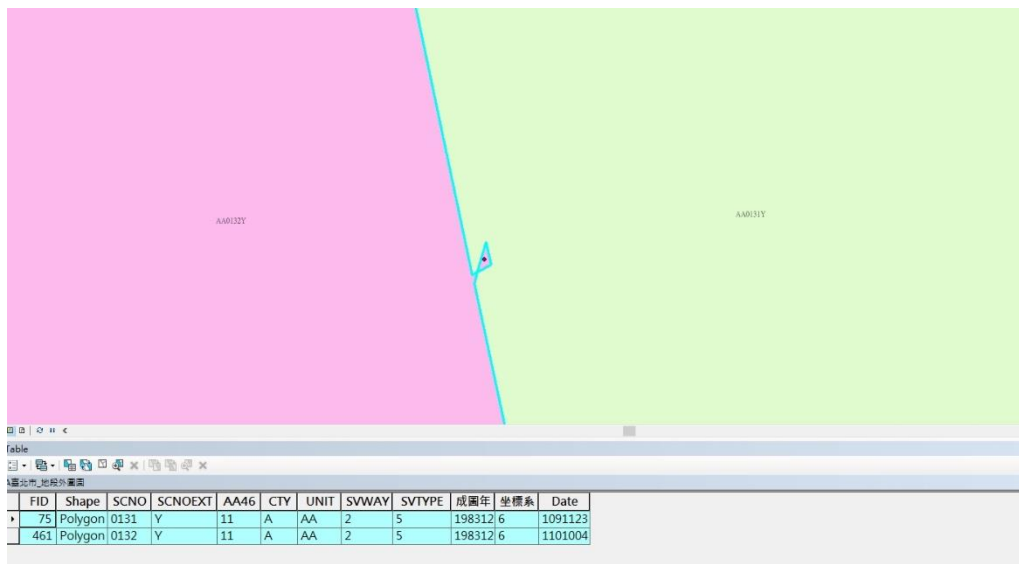 AA0132Y
AA0131Y
Table
A臺北市_地段外圍圖
FID Shape SCNO SCNOEXT AA46 CTY UNIT SVWAY SVTYPE 成圖年 坐標系 Date
75 Polygon 0131 Y 11 A AA 2 5 198312 6 1091123
461 Polygon 0132 Y 11 A AA 2 5 198312 6 1101004